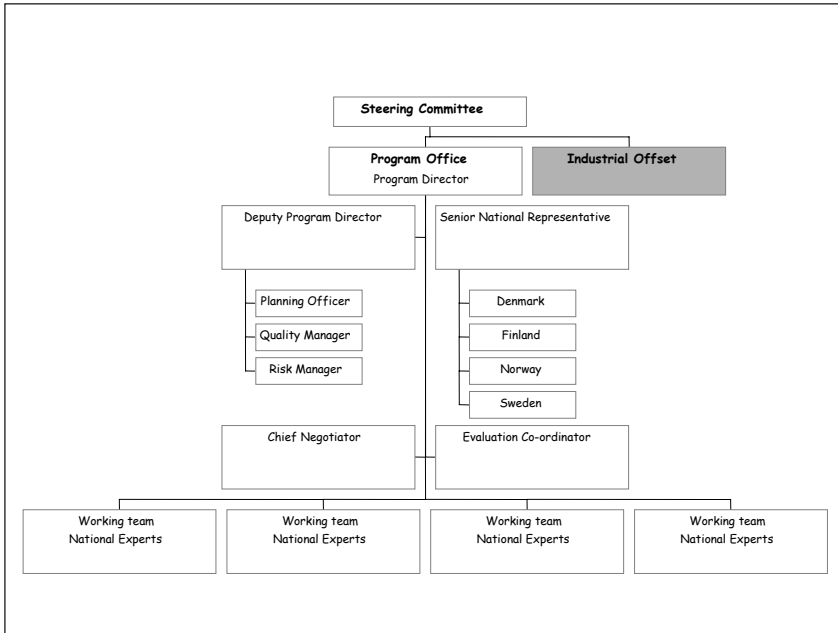 Steering Committee
Program Office
Program Director
Industrial Offset
Deputy Program Director
Senior National Representative
Planning Officer
Quality Manager
Risk Manager
Denmark
Finland
Norway
Sweden
Chief Negotiator
Evaluation Co-ordinator
Working team
National Experts
Working team
National Experts
Working team
National Experts
Working team
National Experts